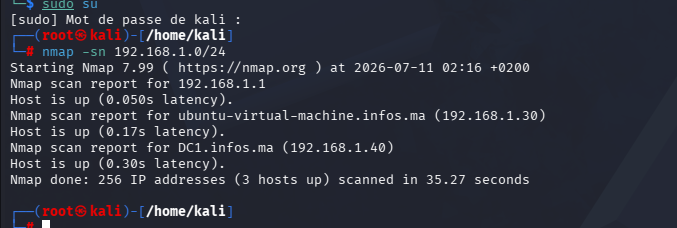 └─$ sudo su
[sudo] Mot de passe de kali :
┌──(root㉿kali)-[/home/kali]
└─# nmap -sn 192.168.1.0/24
Starting Nmap 7.99 ( https://nmap.org ) at 2026-07-11 02:16 +0200
Nmap scan report for 192.168.1.1
Host is up (0.050s latency).
Nmap scan report for ubuntu-virtual-machine.infos.ma (192.168.1.30)
Host is up (0.17s latency).
Nmap scan report for DC1.infos.ma (192.168.1.40)
Host is up (0.30s latency).
Nmap done: 256 IP addresses (3 hosts up) scanned in 35.27 seconds
┌──(root㉿kali)-[/home/kali]
└─#